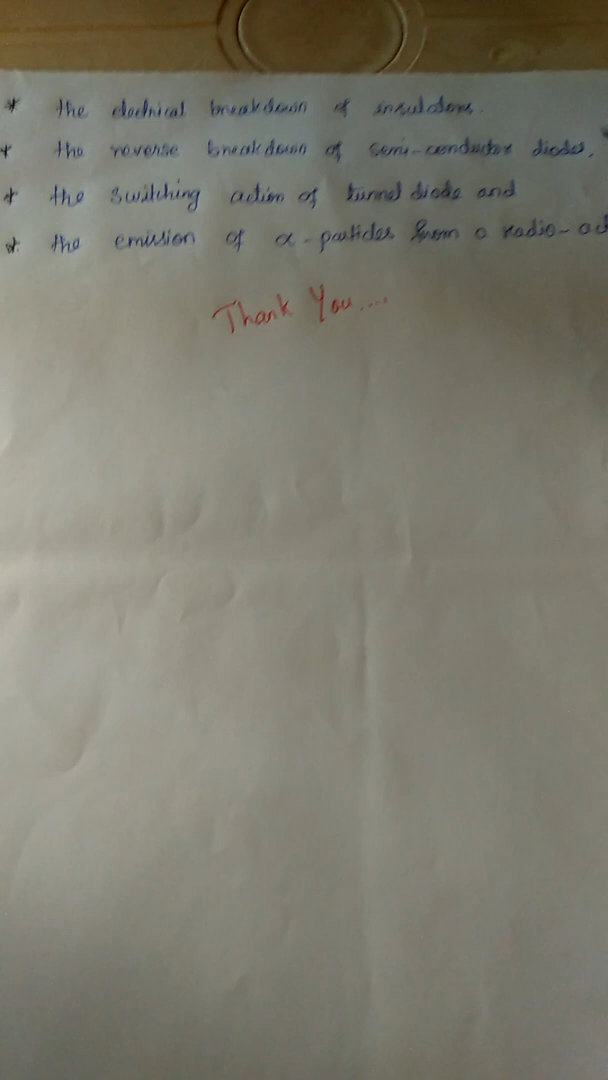 * the electrical breakdown of insulators.
* the reverse breakdown of semi-conductor diodes.
* the switching action of tunnel diode and
* the emission of α-particles from a radio-act
Thank You....